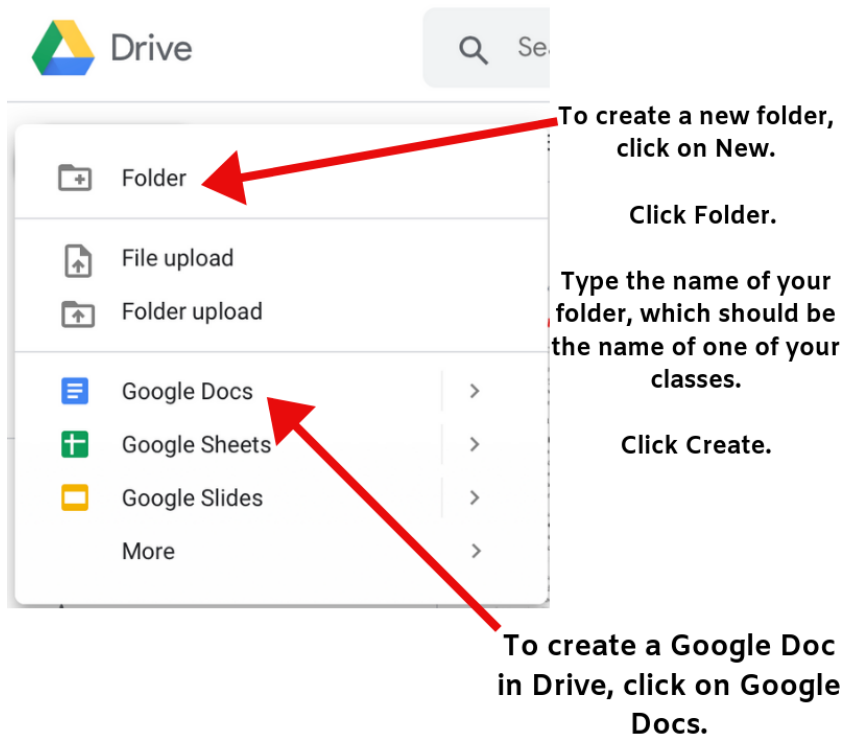 Drive
Sea
Folder
File upload
Folder upload
Google Docs
Google Sheets
Google Slides
More
To create a new folder,
click on New.
Click Folder.
Type the name of your
folder, which should be
the name of one of your
classes.
Click Create.
To create a Google Doc
in Drive, click on Google
Docs.